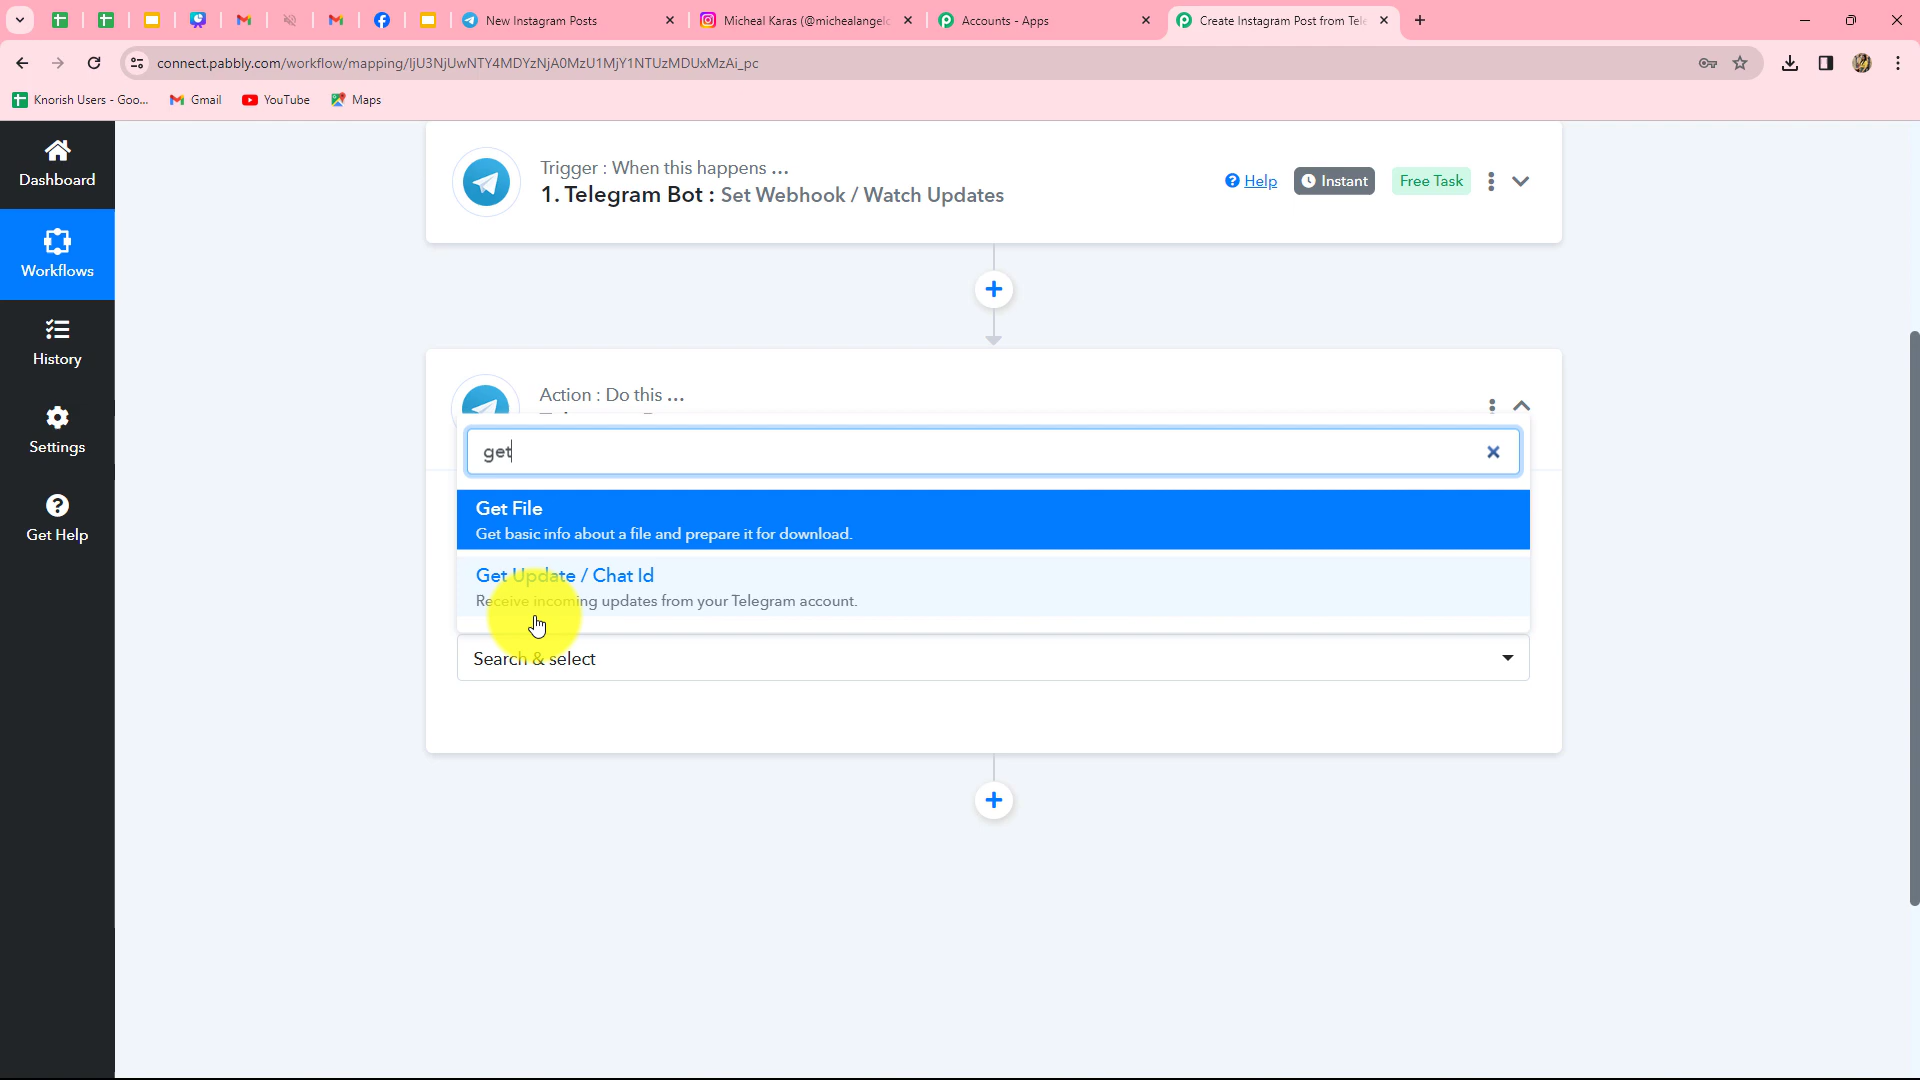 New Instagram Posts
Micheal Karas (@michealangelo
Accounts - Apps
Create Instagram Post from Tele
connect.pabbly.com/workflow/mapping/IjU3NjUwNTY4MDYzNjA0MzU1MjY1NTUzMDUxMzAi_pc
Knorish Users - Goo...
Gmail
YouTube
Maps
Dashboard
Workflows
History
Settings
Get Help
Trigger : When this happens ...
1. Telegram Bot : Set Webhook / Watch Updates
Help
Instant
Free Task
Action : Do this ...
get
Get File
Get basic info about a file and prepare it for download.
Get Update / Chat Id
Receive incoming updates from your Telegram account.
Search & select